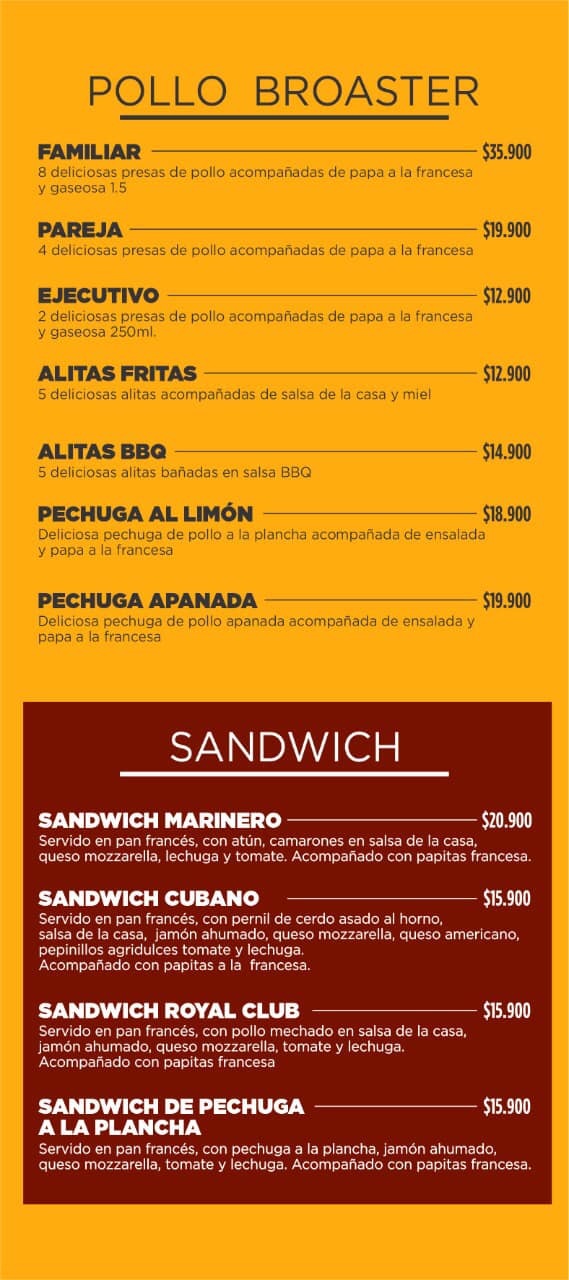 POLLO BROASTER
FAMILIAR $35.900
8 deliciosas presas de pollo acompañadas de papa a la francesa
y gaseosa 1.5
PAREJA $19.900
4 deliciosas presas de pollo acompañadas de papa a la francesa
EJECUTIVO $12.900
2 deliciosas presas de pollo acompañadas de papa a la francesa
y gaseosa 250ml.
ALITAS FRITAS $12.900
5 deliciosas alitas acompañadas de salsa de la casa y miel
ALITAS BBQ $14.900
5 deliciosas alitas bañadas en salsa BBQ
PECHUGA AL LIMÓN $18.900
Deliciosa pechuga de pollo a la plancha acompañada de ensalada
y papa a la francesa
PECHUGA APANADA $19.900
Deliciosa pechuga de pollo apanada acompañada de ensalada y
papa a la francesa
SANDWICH
SANDWICH MARINERO $20.900
Servido en pan francés, con atún, camarones en salsa de la casa,
queso mozzarella, lechuga y tomate. Acompañado con papitas francesa.
SANDWICH CUBANO $15.900
Servido en pan francés, con pernil de cerdo asado al horno,
salsa de la casa, jamón ahumado, queso mozzarella, queso americano,
pepinillos agridulces tomate y lechuga.
Acompañado con papitas a la francesa.
SANDWICH ROYAL CLUB $15.900
Servido en pan francés, con pollo mechado en salsa de la casa,
jamón ahumado, queso mozzarella, tomate y lechuga.
Acompañado con papitas francesa
SANDWICH DE PECHUGA $15.900
A LA PLANCHA
Servido en pan francés, con pechuga a la plancha, jamón ahumado,
queso mozzarella, tomate y lechuga. Acompañado con papitas francesa.